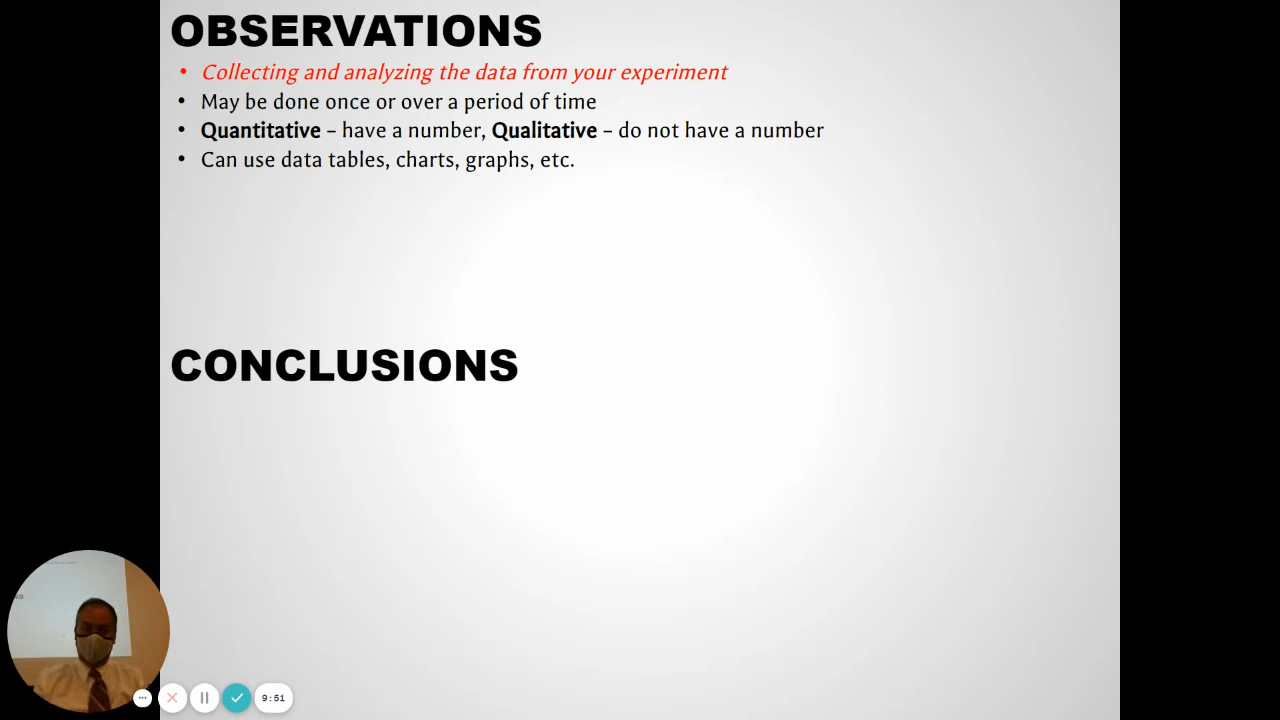 OBSERVATIONS
• Collecting and analyzing the data from your experiment
• May be done once or over a period of time
• Quantitative – have a number, Qualitative – do not have a number
• Can use data tables, charts, graphs, etc.
CONCLUSIONS
9:51